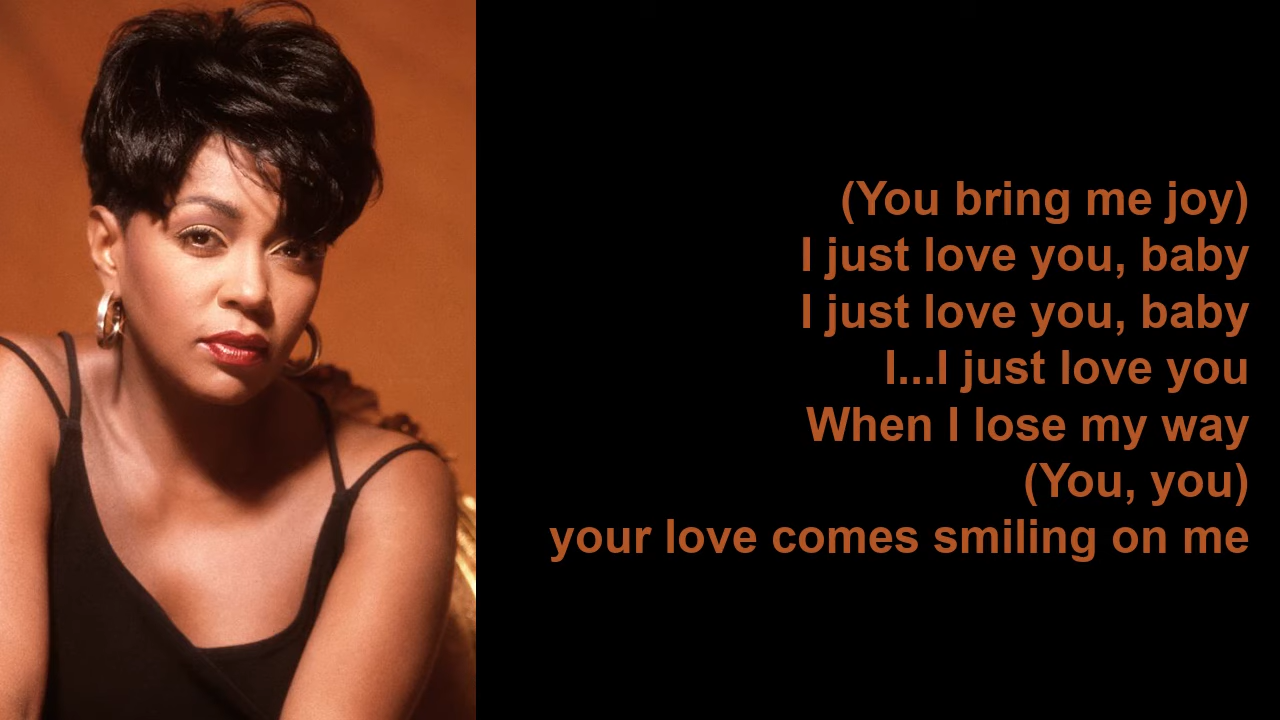 (You bring me joy)
I just love you, baby
I just love you, baby
I...I just love you
When I lose my way
(You, you)
your love comes smiling on me